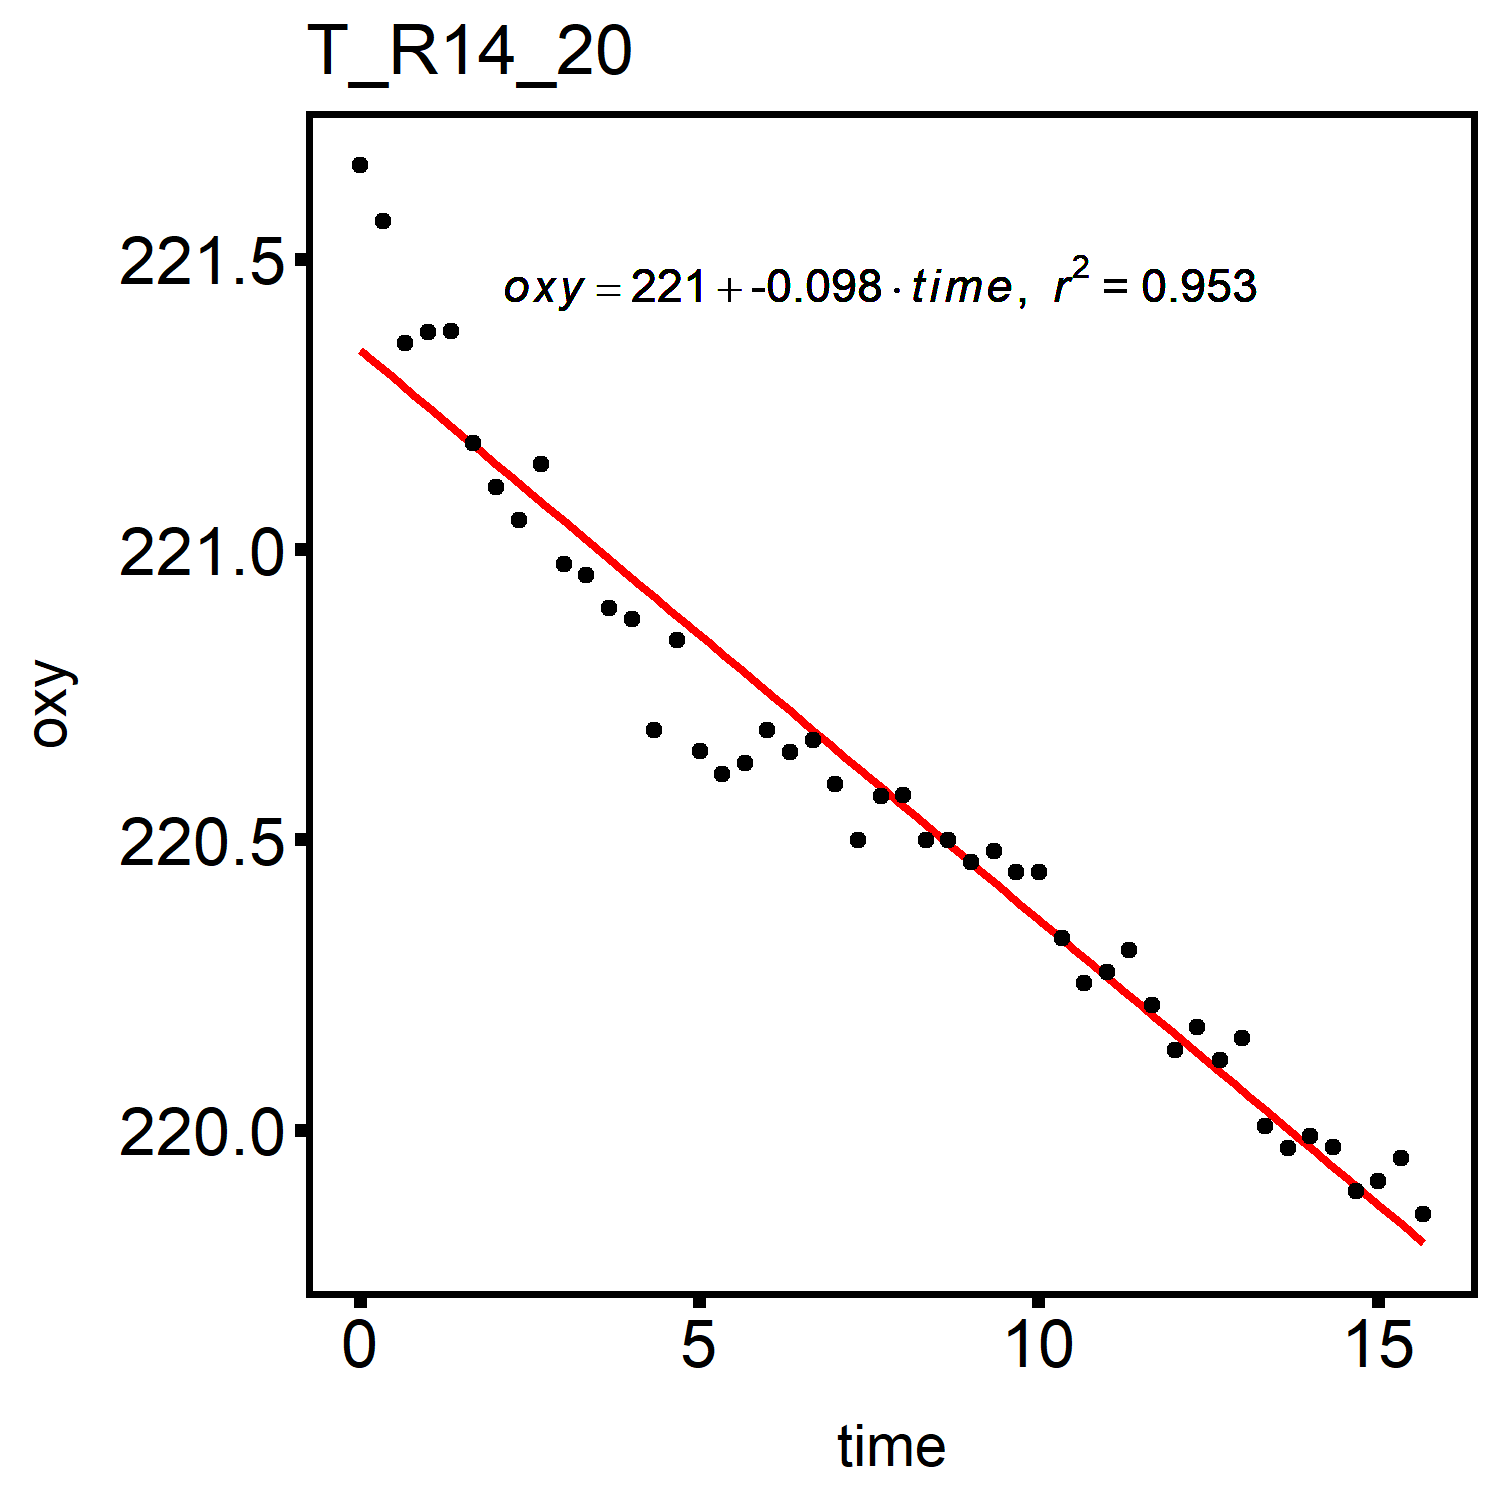 T_R14_20
oxy = 221 + -0.098 · time, r² = 0.953
221.5
221.0
220.5
220.0
oxy
0 5 10 15
time